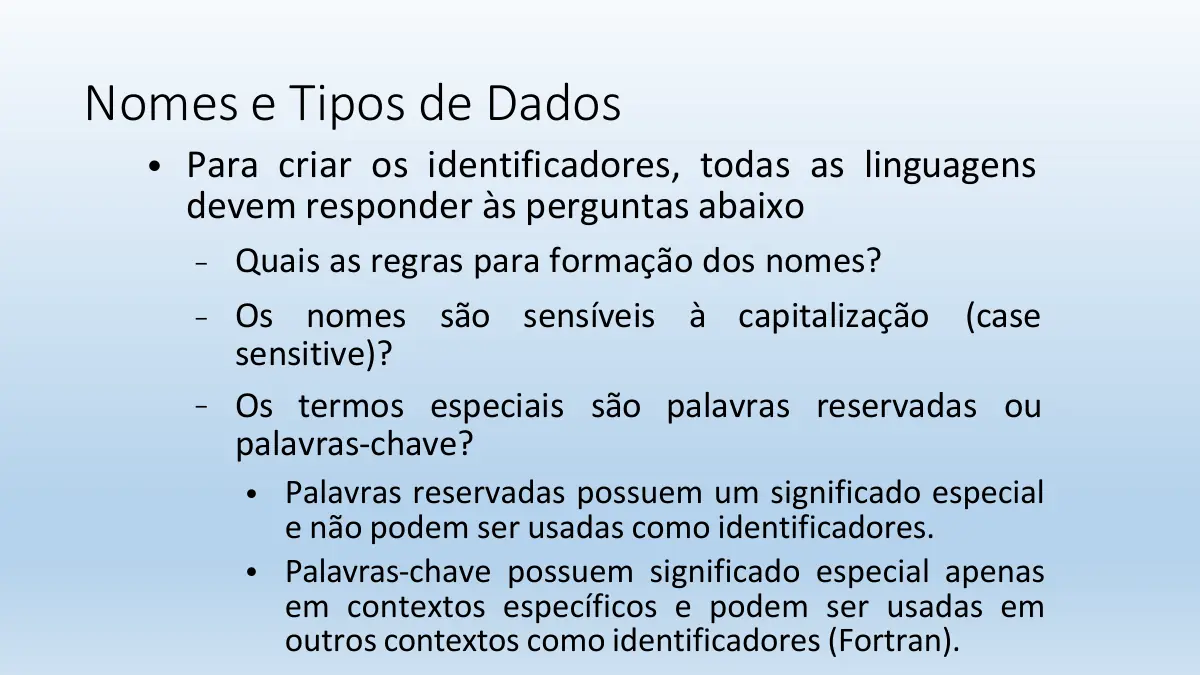 Nomes e Tipos de Dados
• Para criar os identificadores, todas as linguagens
devem responder às perguntas abaixo
– Quais as regras para formação dos nomes?
– Os nomes são sensíveis à capitalização (case
sensitive)?
– Os termos especiais são palavras reservadas ou
palavras-chave?
• Palavras reservadas possuem um significado especial
e não podem ser usadas como identificadores.
• Palavras-chave possuem significado especial apenas
em contextos específicos e podem ser usadas em
outros contextos como identificadores (Fortran).